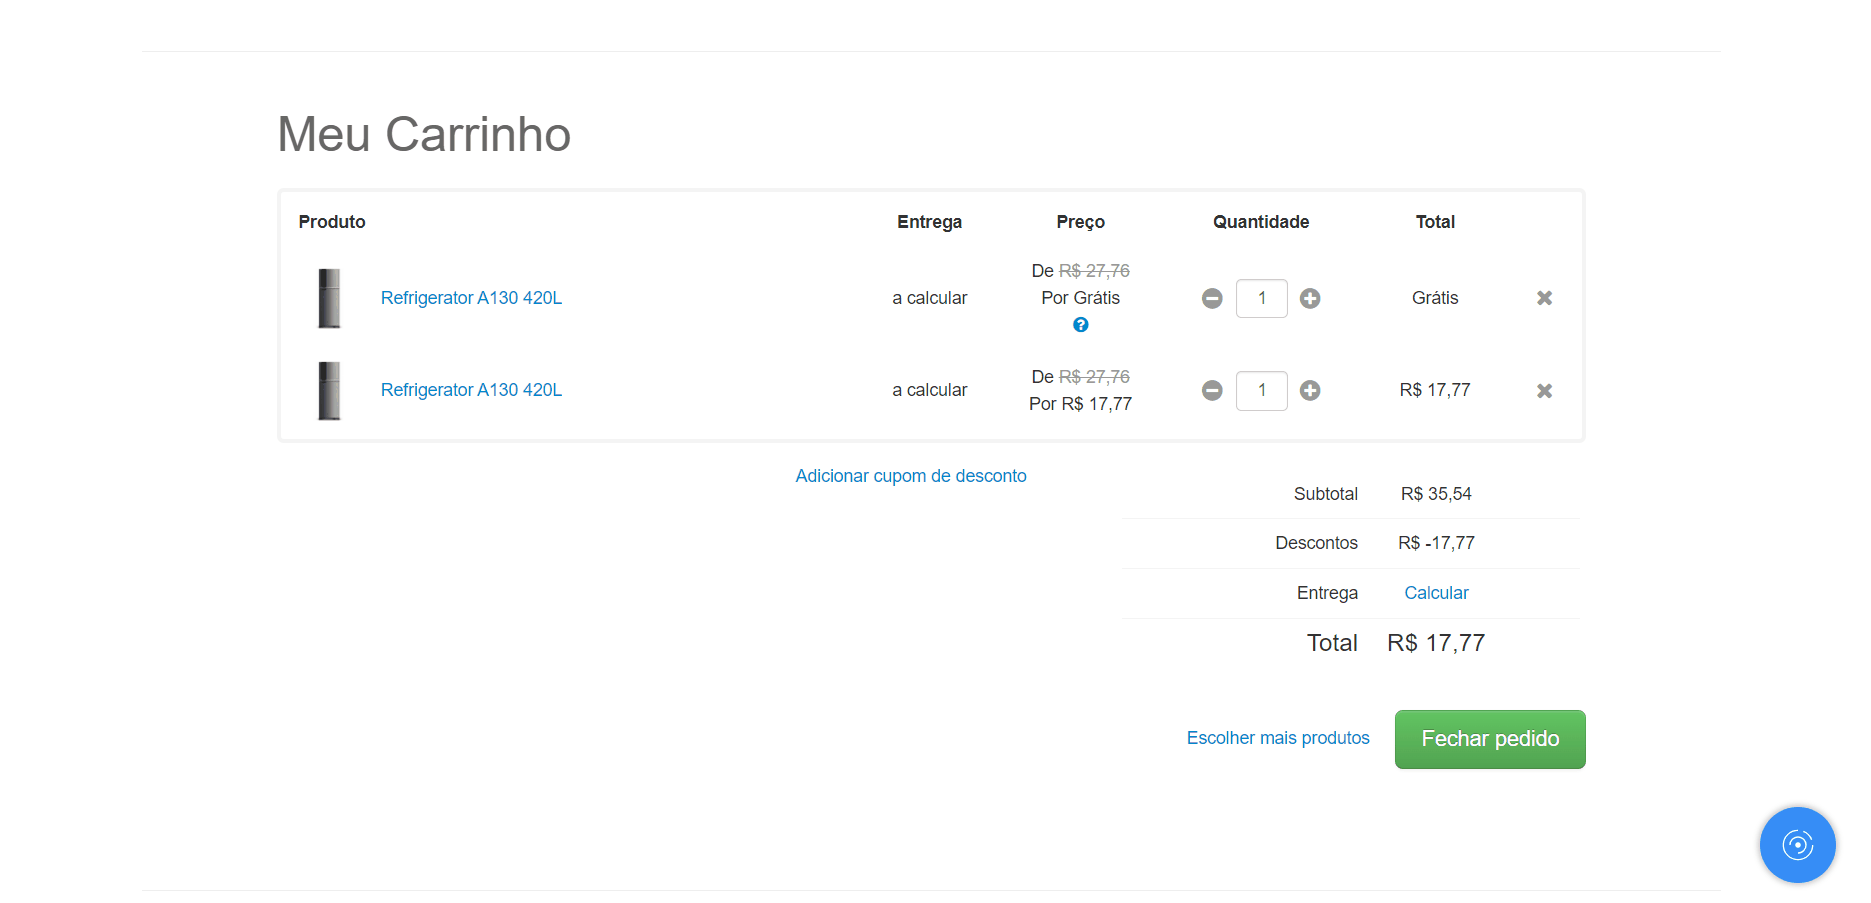 Meu Carrinho
Produto Entrega Preço Quantidade Total
Refrigerator A130 420L a calcular De R$ 27,76 Por Grátis 1 Grátis
Refrigerator A130 420L a calcular De R$ 27,76 Por R$ 17,77 1 R$ 17,77
Adicionar cupom de desconto
Subtotal R$ 35,54
Descontos R$ -17,77
Entrega Calcular
Total R$ 17,77
Escolher mais produtos Fechar pedido